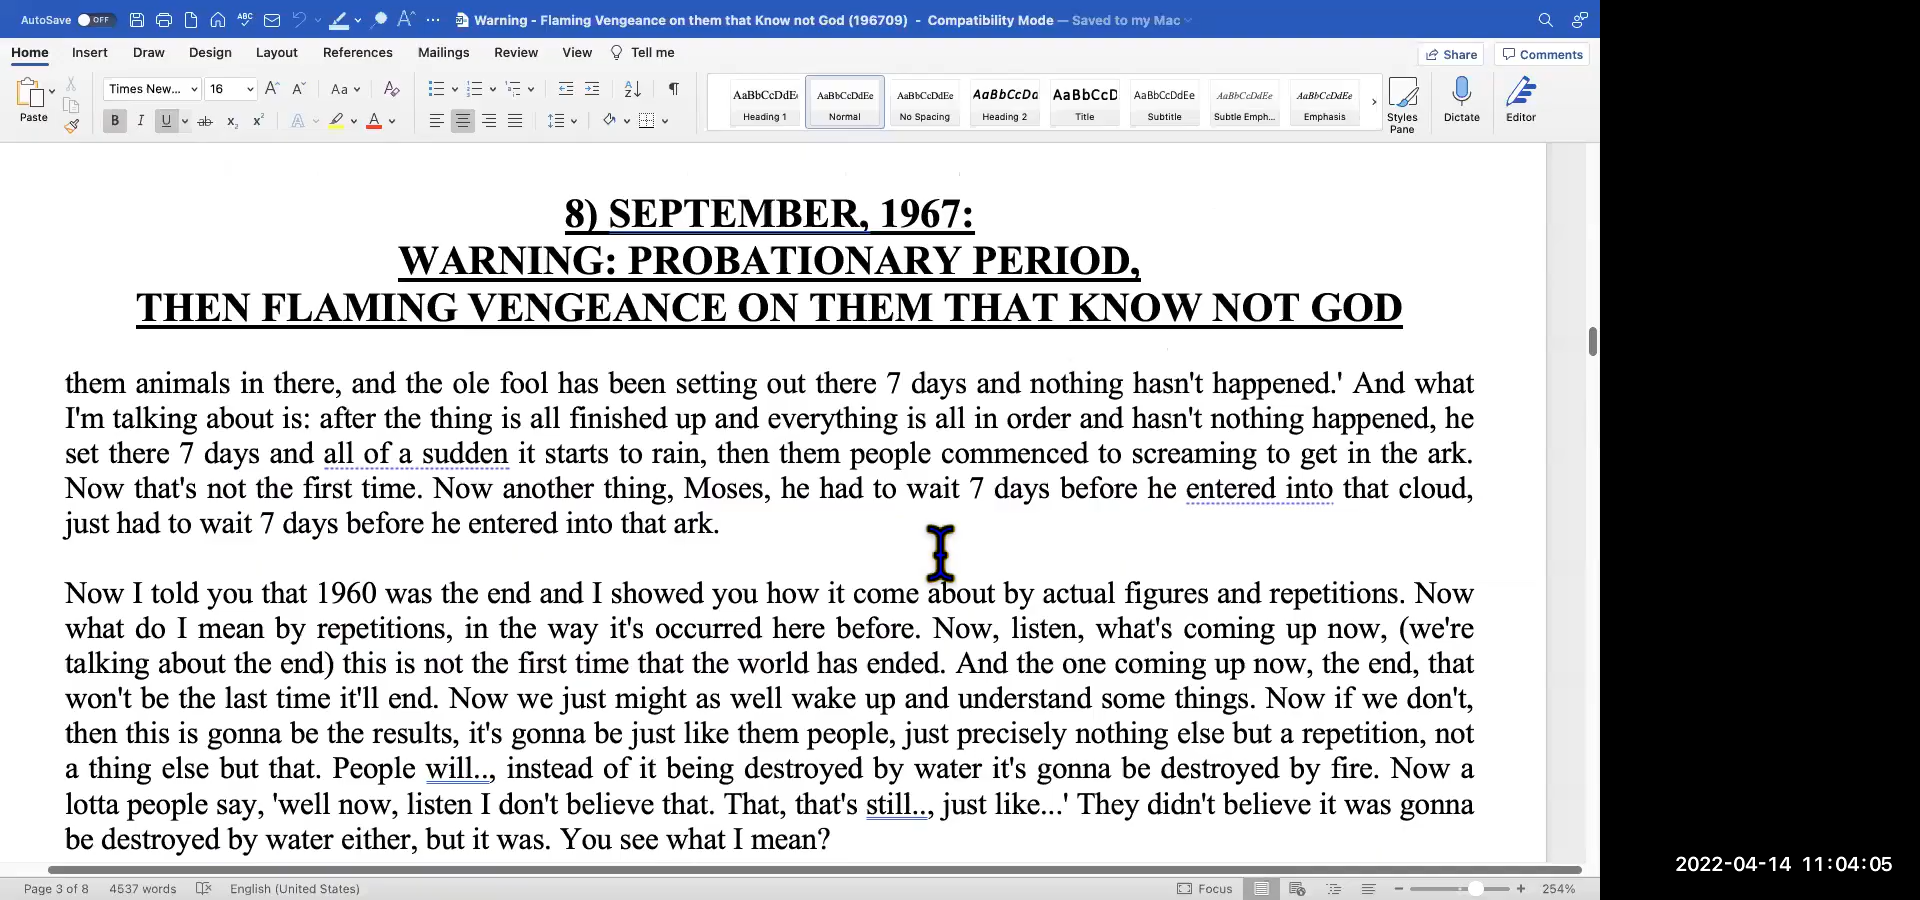 AutoSave OFF
Warning - Flaming Vengeance on them that Know not God (196709) - Compatibility Mode — Saved to my Mac
Home Insert Draw Design Layout References Mailings Review View Tell me
Share Comments
Paste
Times New... 16
AaBbCcDdEe AaBbCcDdEe AaBbCcDdEe AaBbCcDd AaBbCcD AaBbCcDdEe AaBbCcDdEe AaBbCcDdEe
Heading 1 Normal No Spacing Heading 2 Title Subtitle Subtle Emph... Emphasis
Styles Pane Dictate Editor
8) SEPTEMBER, 1967:
WARNING: PROBATIONARY PERIOD,
THEN FLAMING VENGEANCE ON THEM THAT KNOW NOT GOD
them animals in there, and the ole fool has been setting out there 7 days and nothing hasn't happened.' And what
I'm talking about is: after the thing is all finished up and everything is all in order and hasn't nothing happened, he
set there 7 days and all of a sudden it starts to rain, then them people commenced to screaming to get in the ark.
Now that's not the first time. Now another thing, Moses, he had to wait 7 days before he entered into that cloud,
just had to wait 7 days before he entered into that ark.
Now I told you that 1960 was the end and I showed you how it come about by actual figures and repetitions. Now
what do I mean by repetitions, in the way it's occurred here before. Now, listen, what's coming up now, (we're
talking about the end) this is not the first time that the world has ended. And the one coming up now, the end, that
won't be the last time it'll end. Now we just might as well wake up and understand some things. Now if we don't,
then this is gonna be the results, it's gonna be just like them people, just precisely nothing else but a repetition, not
a thing else but that. People will.., instead of it being destroyed by water it's gonna be destroyed by fire. Now a
lotta people say, 'well now, listen I don't believe that. That, that's still.., just like...' They didn't believe it was gonna
be destroyed by water either, but it was. You see what I mean?
Page 3 of 8 4537 words English (United States) Focus 254%
2022-04-14 11:04:05